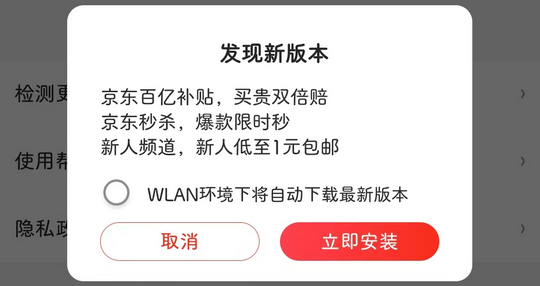 发现新版本
检测更
京东百亿补贴，买贵双倍赔
京东秒杀，爆款限时秒
新人频道，新人低至1元包邮
使用帮
WLAN环境下将自动下载最新版本
隐私政
取消
立即安装